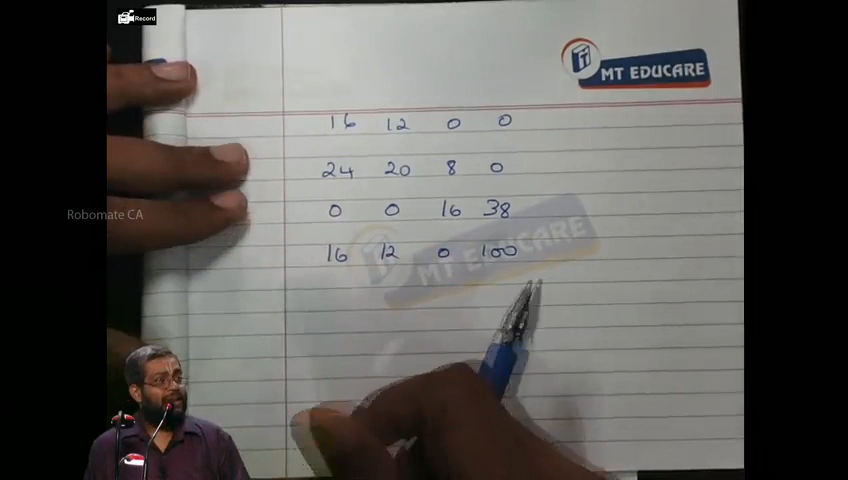 Record
MT EDUCARE
16 12 0 0
24 20 8 0
0 0 16 38
Robomate CA
16 12 0 100
MT EDUCARE